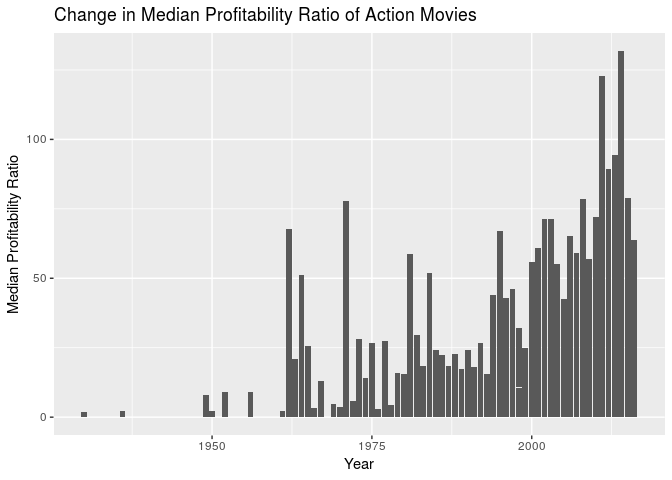 Change in Median Profitability Ratio of Action Movies
Median Profitability Ratio
100
50
0
1950
1975
2000
Year